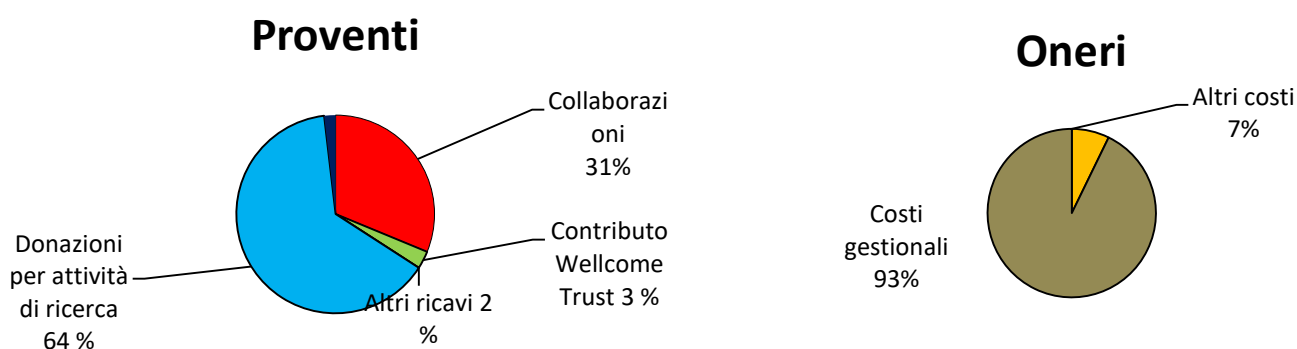 Proventi
Collaborazi
oni
31%
Contributo
Wellcome
Trust 3 %
Altri ricavi 2
%
Donazioni
per attività
di ricerca
64 %
Oneri
Altri costi
7%
Costi
gestionali
93%